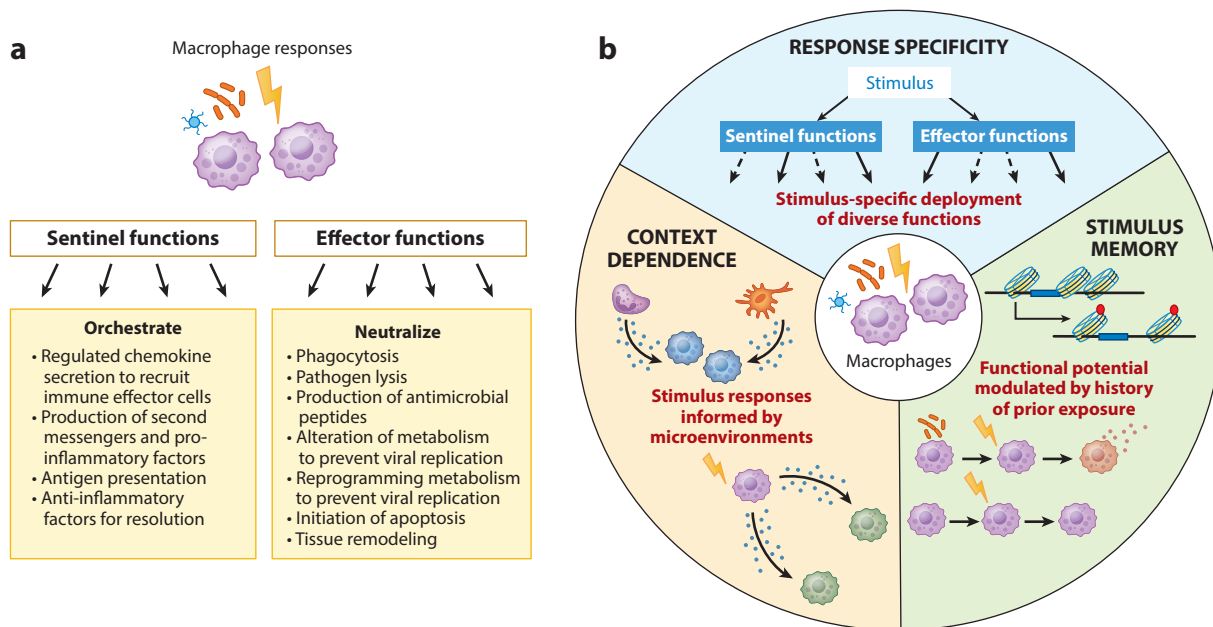 a
Macrophage responses
Sentinel functions
Effector functions
Orchestrate
• Regulated chemokine
secretion to recruit
immune effector cells
• Production of second
messengers and pro-
inflammatory factors
• Antigen presentation
• Anti-inflammatory
factors for resolution
Neutralize
• Phagocytosis
• Pathogen lysis
• Production of antimicrobial
peptides
• Alteration of metabolism
to prevent viral replication
• Reprogramming metabolism
to prevent viral replication
• Initiation of apoptosis
• Tissue remodeling
b
RESPONSE SPECIFICITY
Stimulus
Sentinel functions
Effector functions
Stimulus-specific deployment
of diverse functions
CONTEXT
DEPENDENCE
Stimulus responses
informed by
microenvironments
Macrophages
STIMULUS
MEMORY
Functional potential
modulated by history
of prior exposure